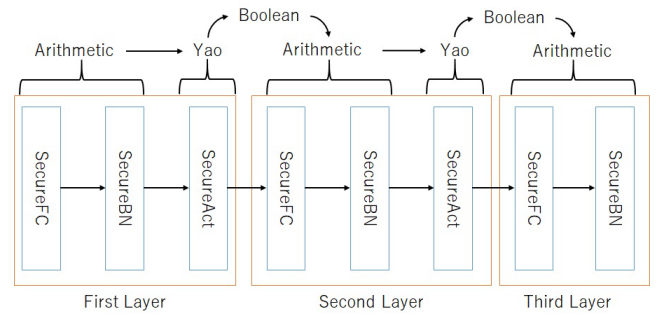 Boolean
Boolean
Arithmetic
Yao
Arithmetic
Yao
Arithmetic
SecureFC
SecureBN
SecureAct
SecureFC
SecureBN
SecureAct
SecureFC
SecureBN
First Layer
Second Layer
Third Layer